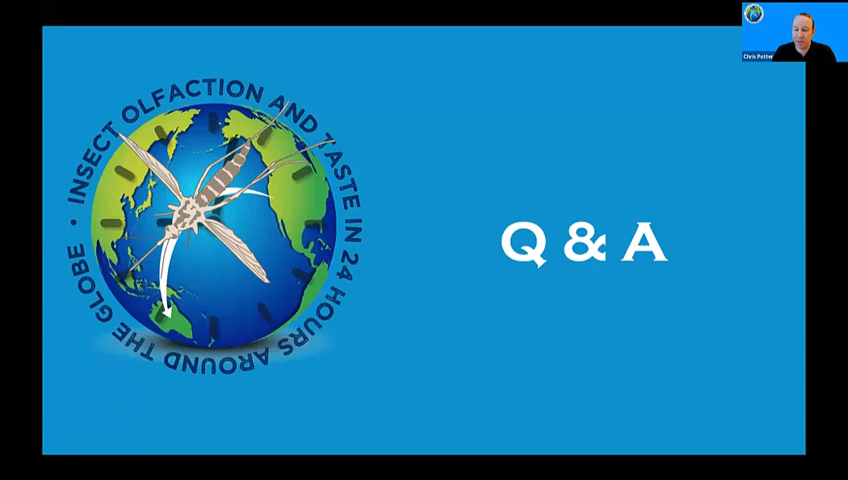 INSECT OLFACTION AND TASTE IN 24 HOURS AROUND THE GLOBE •
Q & A
Chris Potter